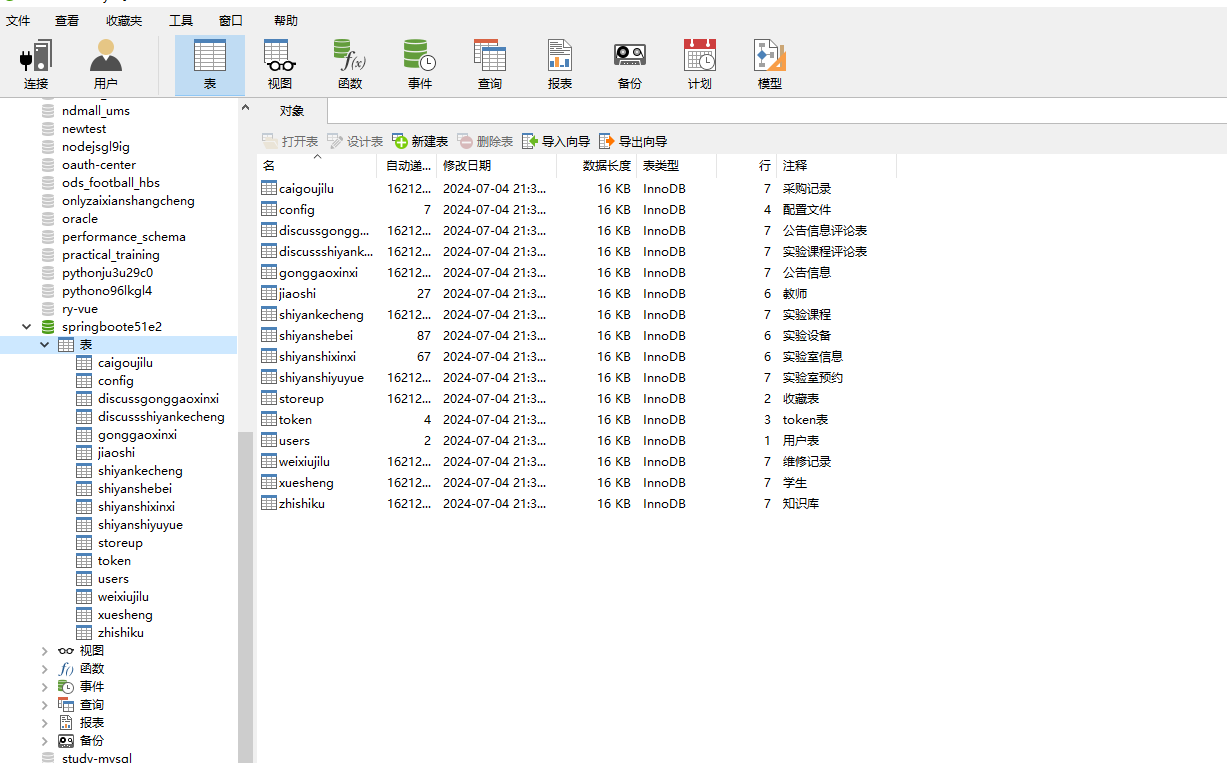 文件 查看 收藏夹 工具 窗口 帮助
连接 用户 表 视图 函数 事件 查询 报表 备份 计划 模型
ndmall_ums
newtest
nodejsgl9ig
oauth-center
ods_football_hbs
onlyzaixianshangcheng
oracle
performance_schema
practical_training
pythonju3u29c0
pythono96lkgl4
ry-vue
springboote51e2
表
caigoujilu
config
discussgonggaoxinxi
discussshiyankecheng
gonggaoxinxi
jiaoshi
shiyankecheng
shiyanshebei
shiyanshixinxi
shiyanshiyuyue
storeup
token
users
weixiujilu
xuesheng
zhishiku
视图
函数
事件
查询
报表
备份
study-mysql
对象
打开表 设计表 新建表 删除表 导入向导 导出向导
名 自动递... 修改日期 数据长度 表类型 行 注释
caigoujilu 16212... 2024-07-04 21:3... 16 KB InnoDB 7 采购记录
config 7 2024-07-04 21:3... 16 KB InnoDB 4 配置文件
discussgongg... 16212... 2024-07-04 21:3... 16 KB InnoDB 7 公告信息评论表
discussshiyank... 16212... 2024-07-04 21:3... 16 KB InnoDB 7 实验课程评论表
gonggaoxinxi 16212... 2024-07-04 21:3... 16 KB InnoDB 7 公告信息
jiaoshi 27 2024-07-04 21:3... 16 KB InnoDB 6 教师
shiyankecheng 16212... 2024-07-04 21:3... 16 KB InnoDB 7 实验课程
shiyanshebei 87 2024-07-04 21:3... 16 KB InnoDB 6 实验设备
shiyanshixinxi 67 2024-07-04 21:3... 16 KB InnoDB 6 实验室信息
shiyanshiyuyue 16212... 2024-07-04 21:3... 16 KB InnoDB 7 实验室预约
storeup 16212... 2024-07-04 21:3... 16 KB InnoDB 2 收藏表
token 4 2024-07-04 21:3... 16 KB InnoDB 3 token表
users 2 2024-07-04 21:3... 16 KB InnoDB 1 用户表
weixiujilu 16212... 2024-07-04 21:3... 16 KB InnoDB 7 维修记录
xuesheng 16212... 2024-07-04 21:3... 16 KB InnoDB 7 学生
zhishiku 16212... 2024-07-04 21:3... 16 KB InnoDB 7 知识库